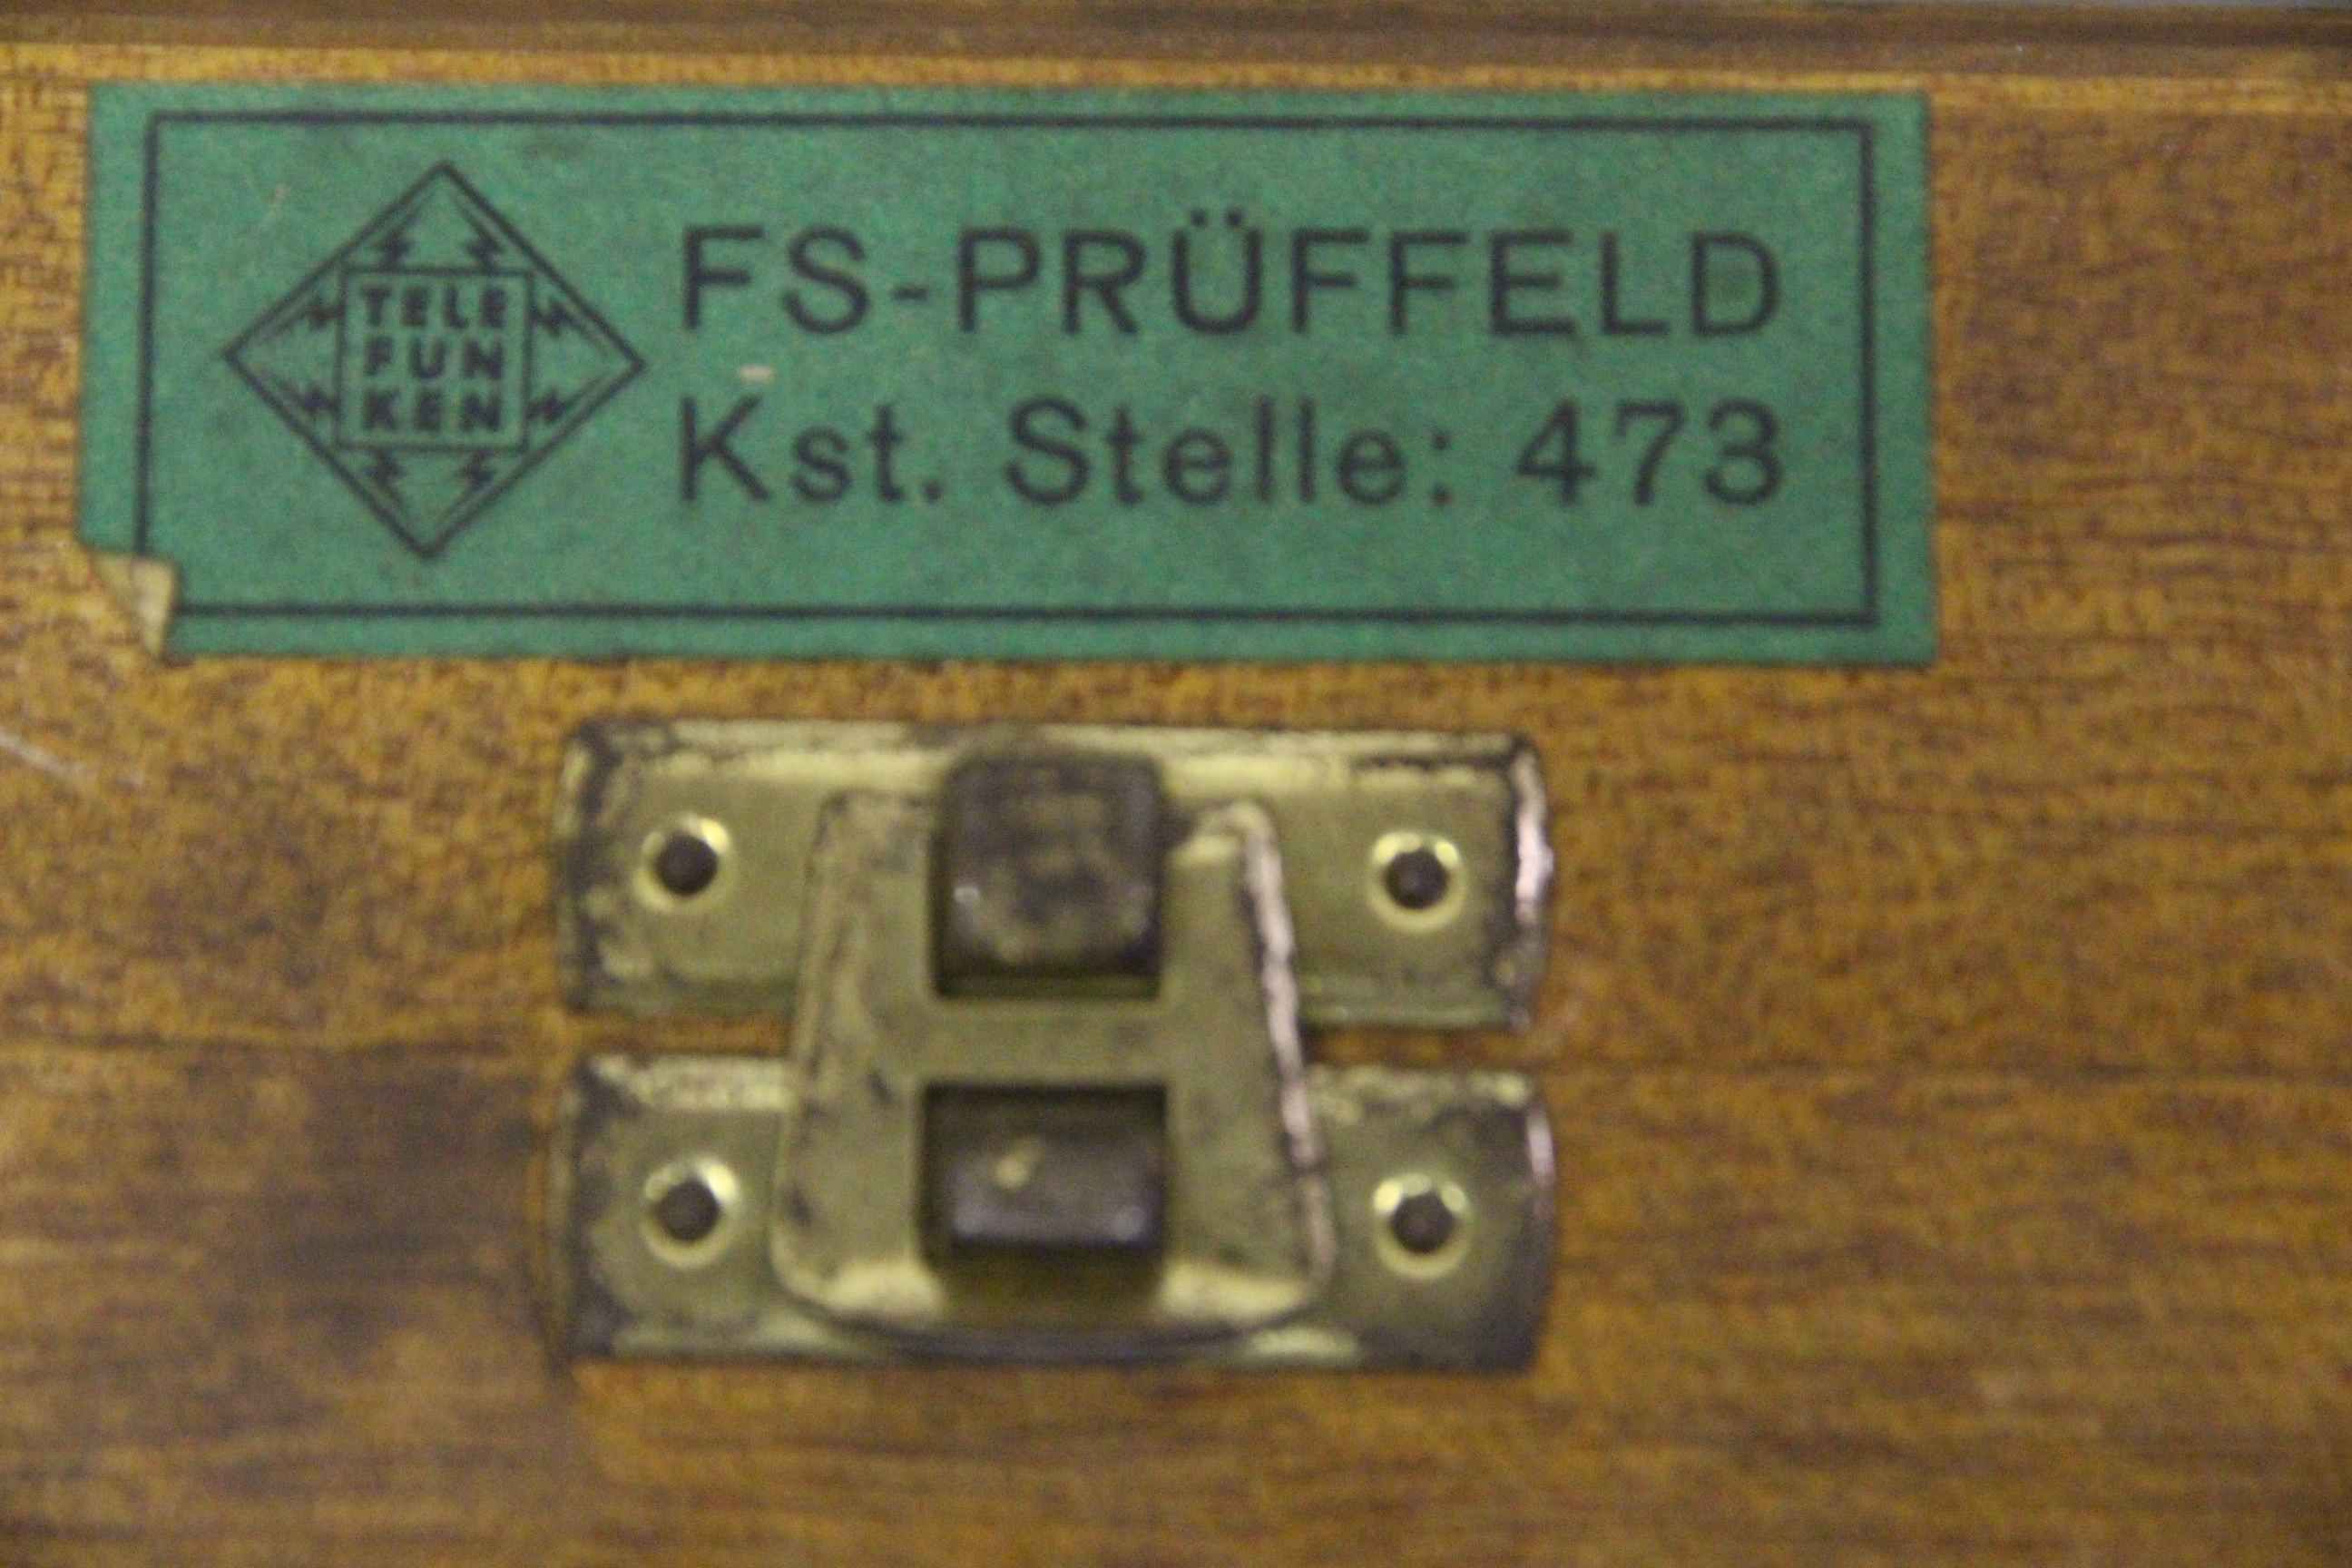 TELE
FUN
KEN
FS-PRÜFFELD
Kst. Stelle: 473